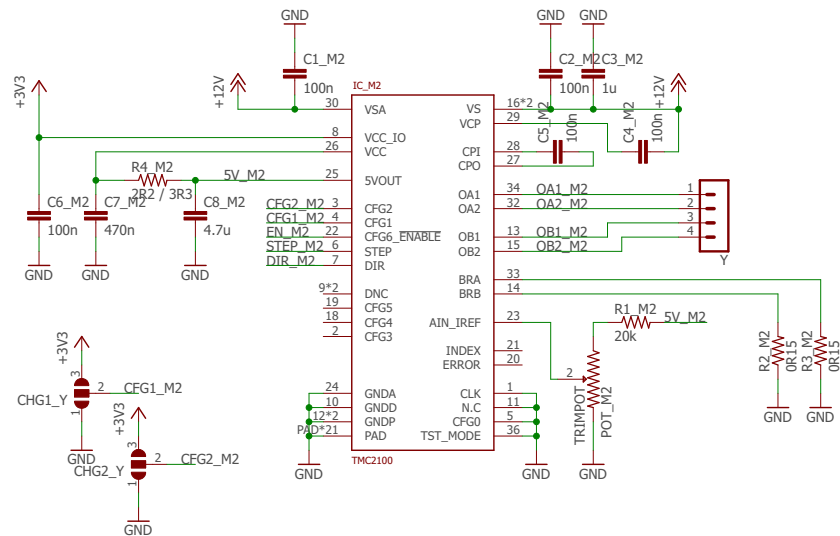 GND
GND
GND
C1_M2
100n
C2_M2
100n
C3_M2
1u
+3V3
+12V
+12V
IC_M2
30
VSA
VS
16*2
8
VCC_IO
VCP
29
26
VCC
CPI
28
CPO
27
C5_M2
100n
C4_M2
100n
R4_M2
2R2 / 3R3
5V_M2
25
5VOUT
C6_M2
100n
C7_M2
470n
C8_M2
4.7u
GND
GND
GND
CFG2_M2
3
CFG2
CFG1_M2
4
CFG1
EN_M2
22
CFG6_ENABLE
STEP_M2
6
STEP
DIR_M2
7
DIR
OA1
34
OA1_M2
1
OA2
32
OA2_M2
2
3
OB1
13
OB1_M2
4
OB2
15
OB2_M2
Y
BRA
33
BRB
14
9*2
DNC
19
CFG5
18
CFG4
2
CFG3
AIN_IREF
23
INDEX
21
ERROR
20
R1_M2
20k
5V_M2
R2_M2
0R15
R3_M2
0R15
2
TRIMPOT
POT_M2
GND
GND
GND
24
GNDA
10
GNDD
12*2
GNDP
PAD*21
PAD
CLK
1
N.C
11
CFG0
5
TST_MODE
36
TMC2100
GND
GND
+3V3
3
2
1
CFG1_M2
CHG1_Y
GND
+3V3
3
2
1
CFG2_M2
CHG2_Y
GND